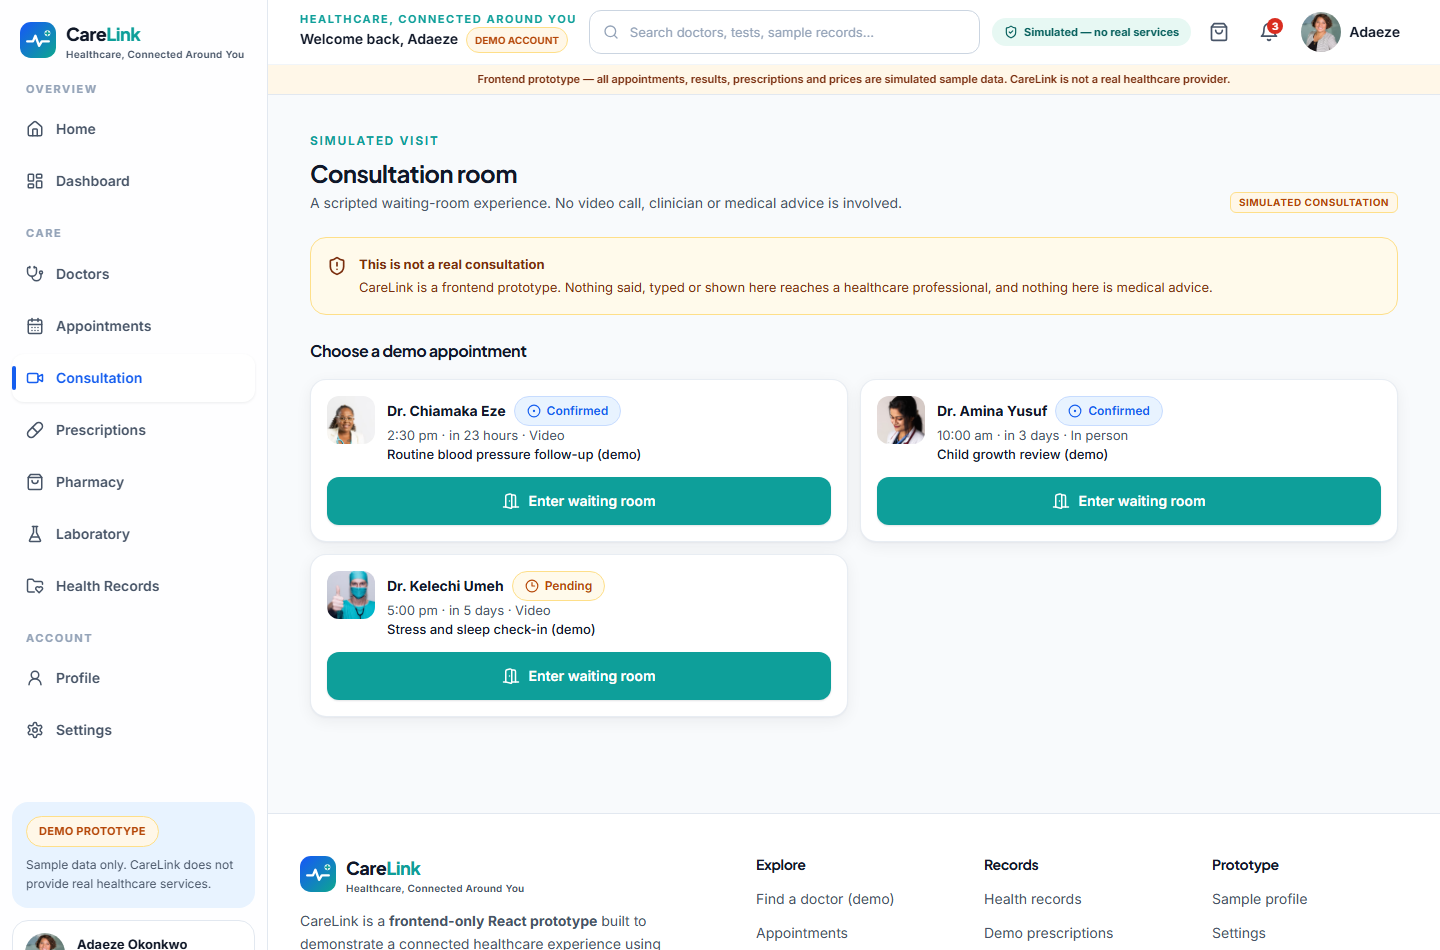 CareLink
Healthcare, Connected Around You
OVERVIEW
Home
Dashboard
CARE
Doctors
Appointments
Consultation
Prescriptions
Pharmacy
Laboratory
Health Records
ACCOUNT
Profile
Settings
DEMO PROTOTYPE
Sample data only. CareLink does not
provide real healthcare services.
Adaeze Okonkwo
HEALTHCARE, CONNECTED AROUND YOU
Welcome back, Adaeze
DEMO ACCOUNT
Search doctors, tests, sample records...
Simulated — no real services
3
Adaeze
Frontend prototype — all appointments, results, prescriptions and prices are simulated sample data. CareLink is not a real healthcare provider.
SIMULATED VISIT
Consultation room
A scripted waiting-room experience. No video call, clinician or medical advice is involved.
SIMULATED CONSULTATION
This is not a real consultation
CareLink is a frontend prototype. Nothing said, typed or shown here reaches a healthcare professional, and nothing here is medical advice.
Choose a demo appointment
Dr. Chiamaka Eze
Confirmed
2:30 pm · in 23 hours · Video
Routine blood pressure follow-up (demo)
Enter waiting room
Dr. Amina Yusuf
Confirmed
10:00 am · in 3 days · In person
Child growth review (demo)
Enter waiting room
Dr. Kelechi Umeh
Pending
5:00 pm · in 5 days · Video
Stress and sleep check-in (demo)
Enter waiting room
CareLink
Healthcare, Connected Around You
CareLink is a frontend-only React prototype built to
demonstrate a connected healthcare experience using
Explore
Find a doctor (demo)
Appointments
Records
Health records
Demo prescriptions
Prototype
Sample profile
Settings